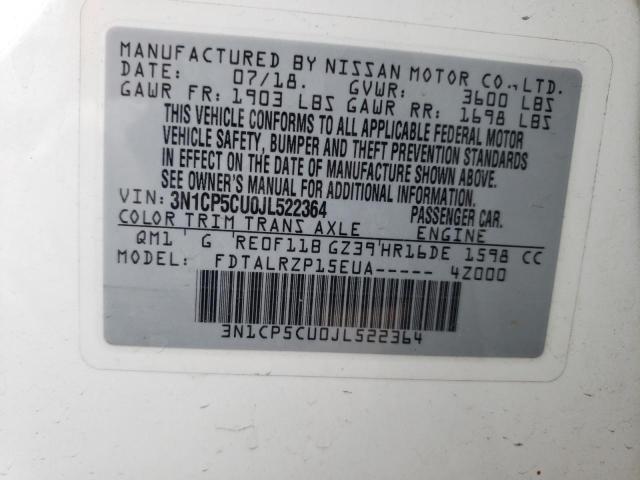 MANUFACTURED BY NISSAN MOTOR CO.,LTD.
DATE: 07/18. GVWR: 3600 LBS
GAWR FR: 1903 LBS GAWR RR: 1698 LBS
THIS VEHICLE CONFORMS TO ALL APPLICABLE FEDERAL MOTOR
VEHICLE SAFETY, BUMPER AND THEFT PREVENTION STANDARDS
IN EFFECT ON THE DATE OF MANUFACTURE SHOWN ABOVE.
SEE OWNER'S MANUAL FOR ADDITIONAL INFORMATION.
VIN: 3N1CP5CU0JL522364 PASSENGER CAR.
COLOR TRIM TRANS AXLE ENGINE
QM1 G RE0F11B GZ39 HR16DE 1598 CC
MODEL: FDTALRZP15EUA----- 4Z000
3N1CP5CU0JL522364